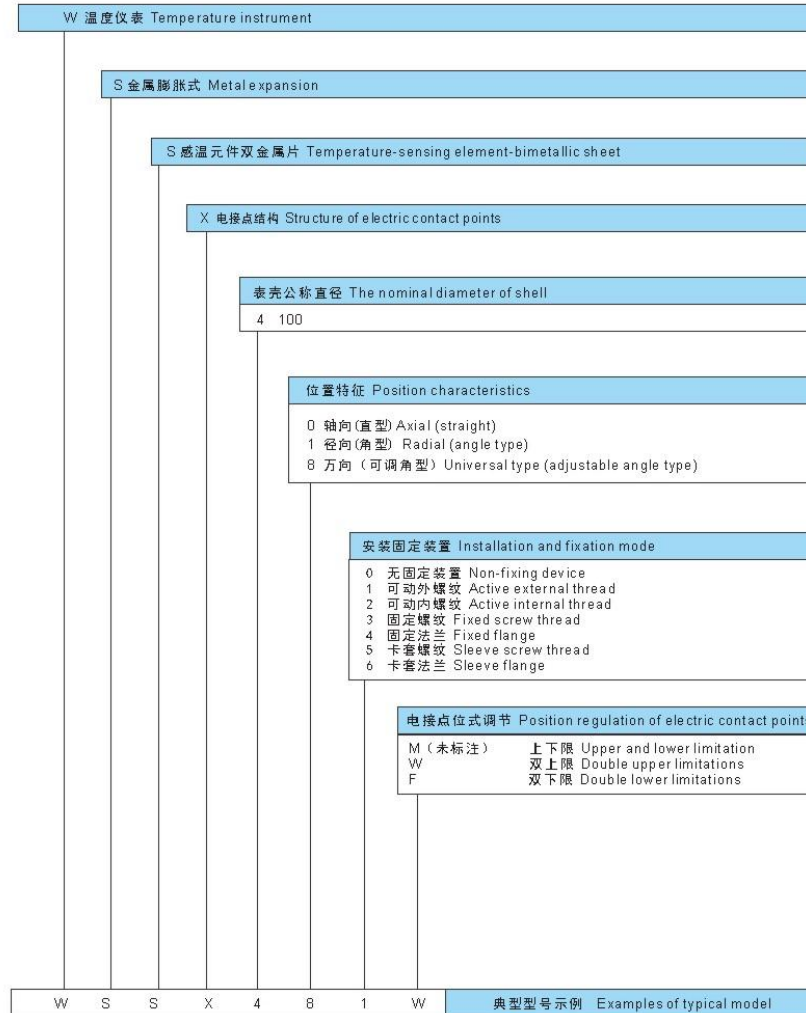 W 温度仪表 Temperature instrument
S 金属膨胀式 Metal expansion
S 感温元件双金属片 Temperature-sensing element-bimetallic sheet
X 电接点结构 Structure of electric contact points
表壳公称直径 The nominal diameter of shell
4 100
位置特征 Position characteristics
0 轴向(直型) Axial (straight)
1 径向(角型) Radial (angle type)
8 万向（可调角型）Universal type (adjustable angle type)
安装固定装置 Installation and fixation mode
0 无固定装置 Non-fixing device
1 可动外螺纹 Active external thread
2 可动内螺纹 Active internal thread
3 固定螺纹 Fixed screw thread
4 固定法兰 Fixed flange
5 卡套螺纹 Sleeve screw thread
6 卡套法兰 Sleeve flange
电接点位式调节 Position regulation of electric contact points
M（未标注） 上下限 Upper and lower limitation
W 双上限 Double upper limitations
F 双下限 Double lower limitations
W S S X 4 8 1 W 典型型号示例 Examples of typical model